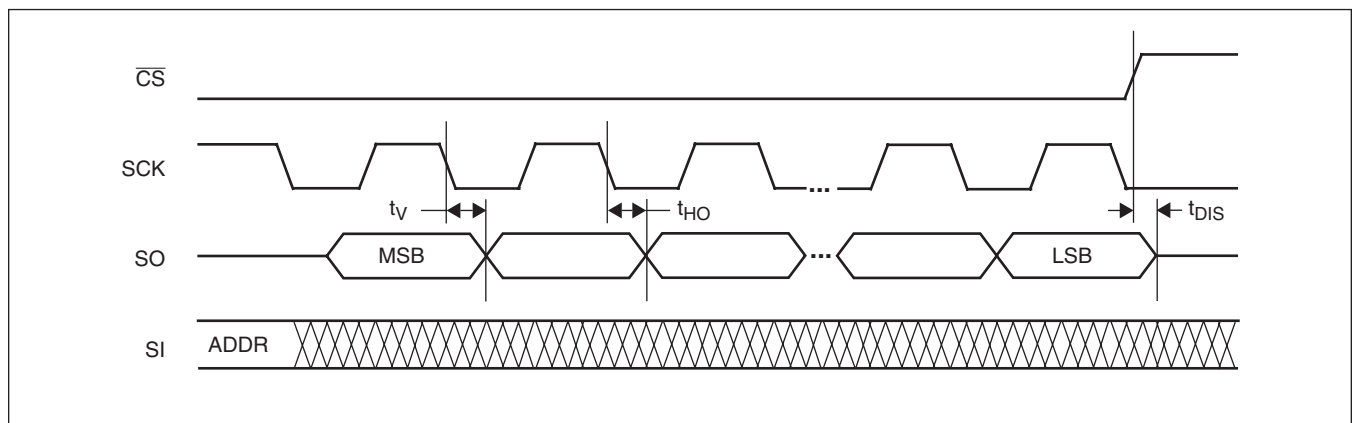 CS
SCK
...
tV
tHO
tDIS
SO
MSB
...
LSB
SI
ADDR